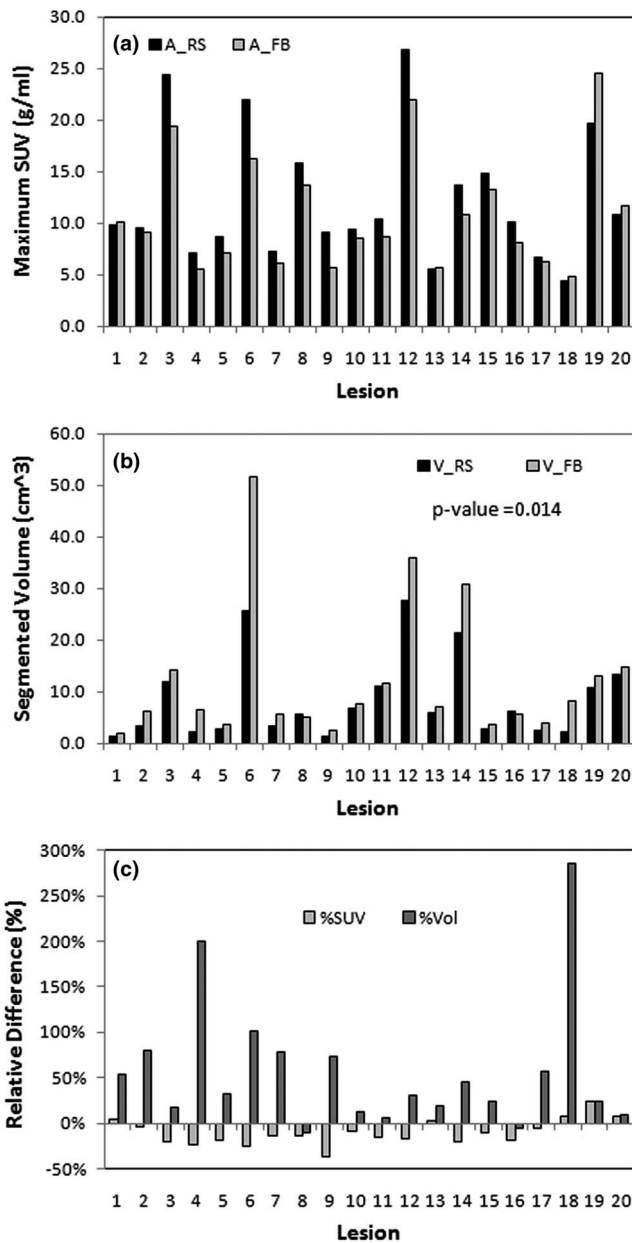 (a)
A_RS A_FB
Maximum SUV (g/ml)
30.0
25.0
20.0
15.0
10.0
5.0
0.0
1 2 3 4 5 6 7 8 9 10 11 12 13 14 15 16 17 18 19 20
Lesion
(b)
V_RS V_FB
p-value =0.014
Segmented Volume (cm^3)
60.0
50.0
40.0
30.0
20.0
10.0
0.0
1 2 3 4 5 6 7 8 9 10 11 12 13 14 15 16 17 18 19 20
Lesion
(c)
%SUV %Vol
Relative Difference (%)
300%
250%
200%
150%
100%
50%
0%
-50%
1 2 3 4 5 6 7 8 9 10 11 12 13 14 15 16 17 18 19 20
Lesion